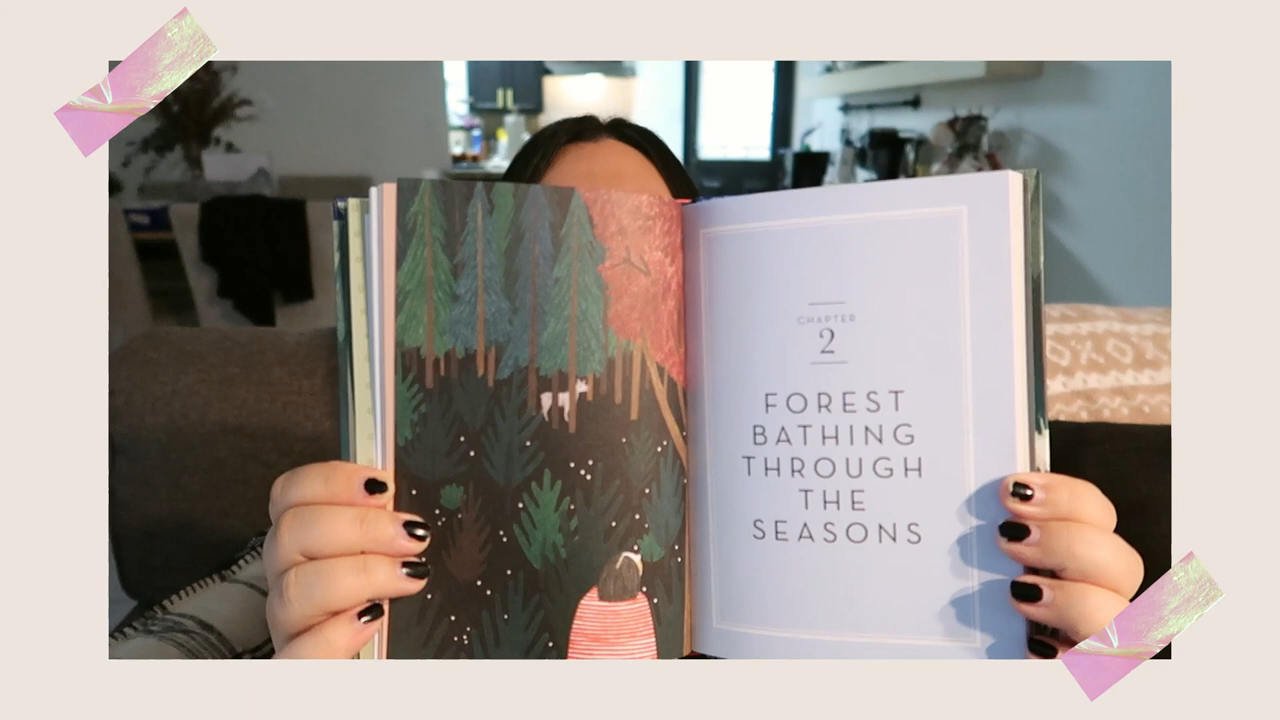 CHAPTER
2
FOREST
BATHING
THROUGH
THE
SEASONS